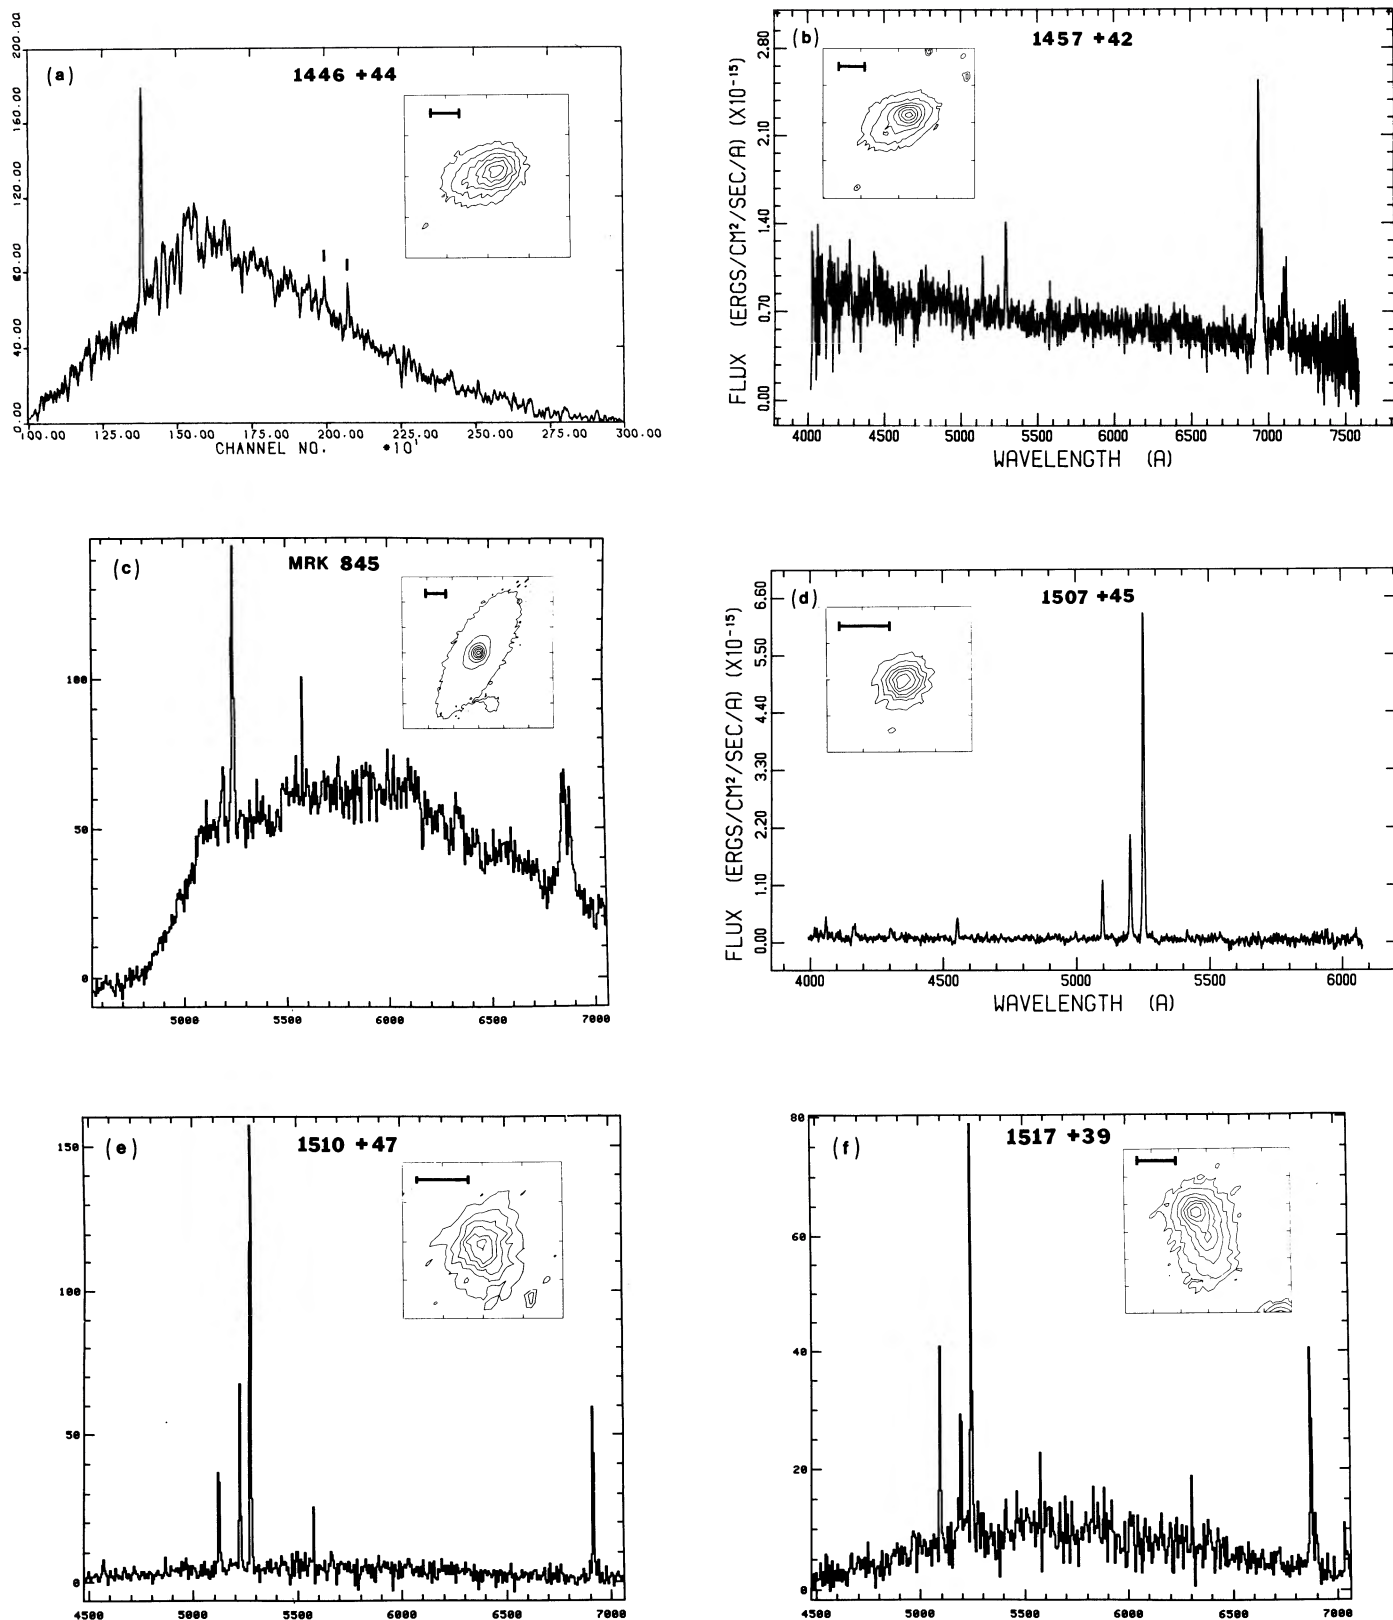 (a)
1446 +44
200.00
160.00
120.00
80.00
40.00
0.00
100.00 125.00 150.00 175.00 200.00 225.00 250.00 275.00 300.00
CHANNEL NO. *10¹
(b)
1457 +42
FLUX (ERGS/CM²/SEC/A) (X10⁻¹⁵)
2.80
2.10
1.40
0.70
0.00
4000 4500 5000 5500 6000 6500 7000 7500
WAVELENGTH (A)
(c)
MRK 845
100
50
0
5000 5500 6000 6500 7000
(d)
1507 +45
FLUX (ERGS/CM²/SEC/A) (X10⁻¹⁵)
6.60
5.50
4.40
3.30
2.20
1.10
0.00
4000 4500 5000 5500 6000
WAVELENGTH (A)
(e)
1510 +47
150
100
50
0
4500 5000 5500 6000 6500 7000
(f)
1517 +39
80
60
40
20
0
4500 5000 5500 6000 6500 7000